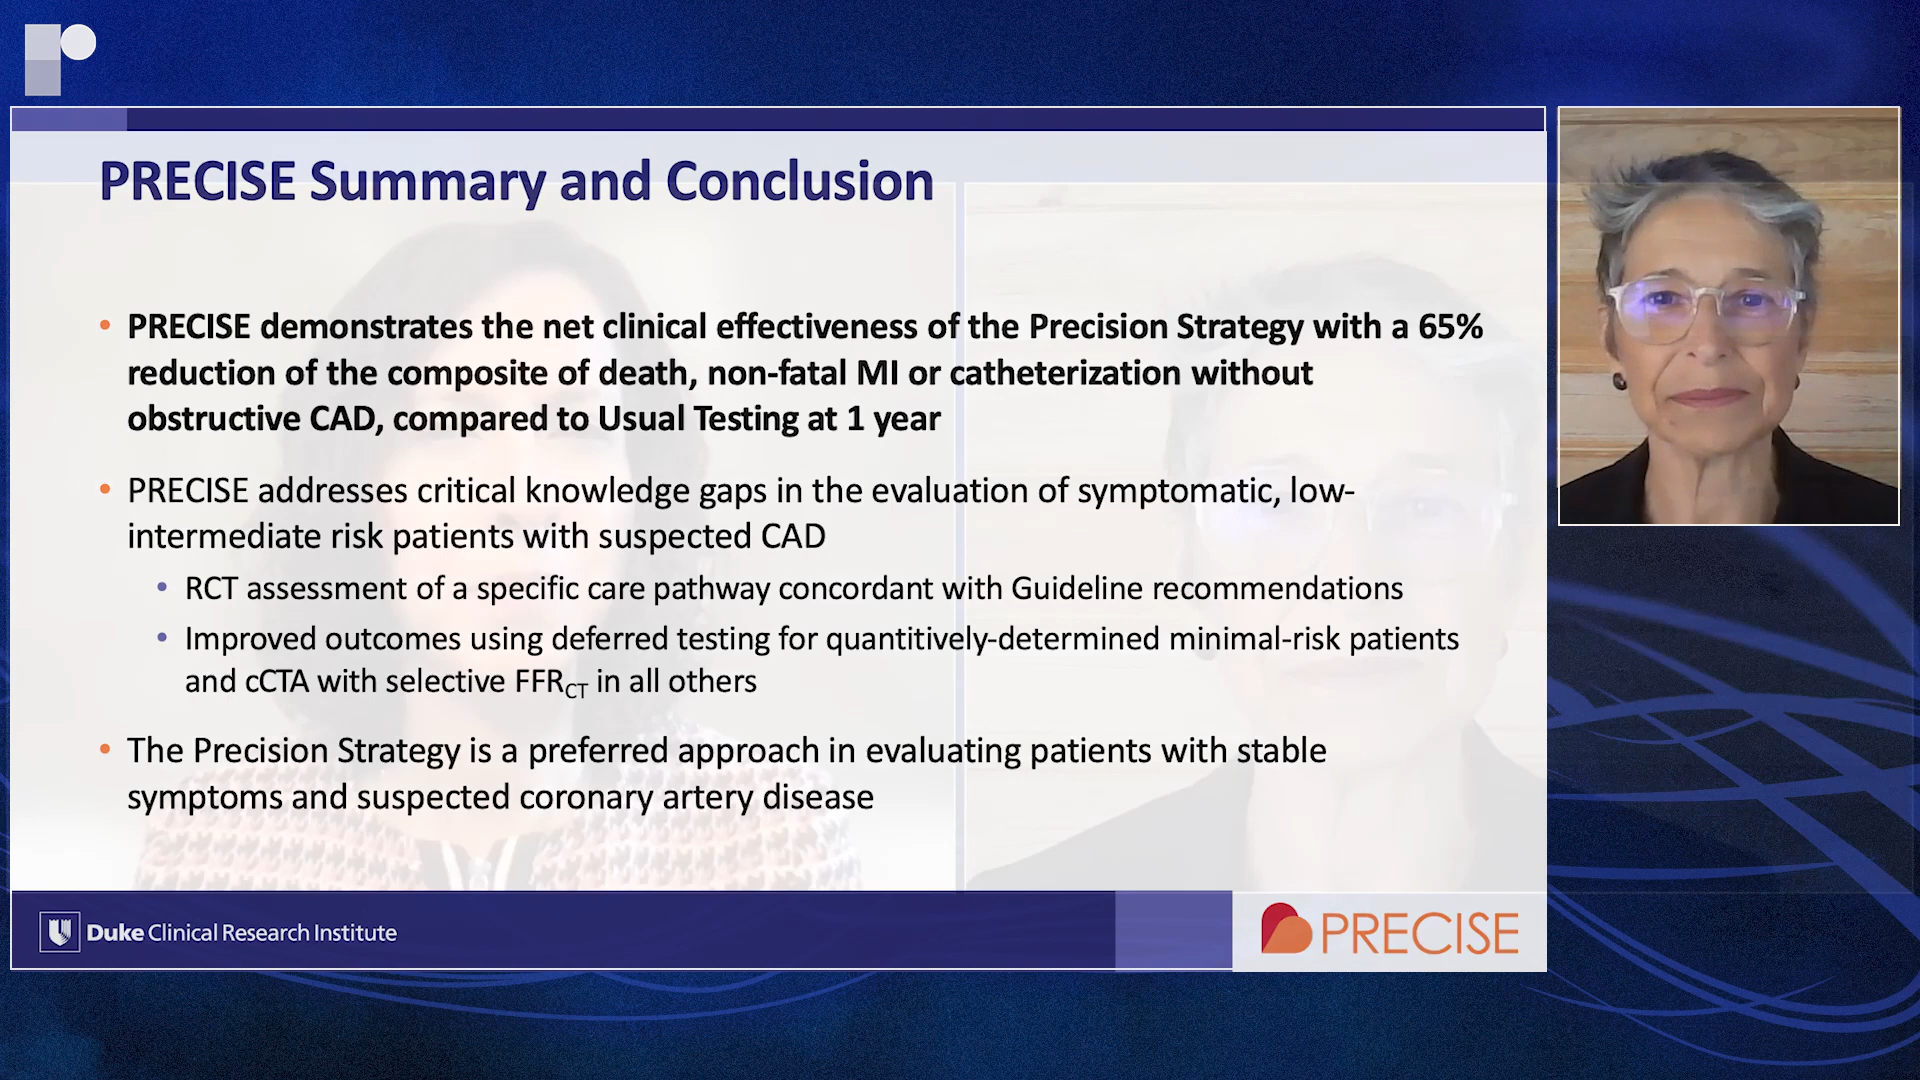 PRECISE Summary and Conclusion
• PRECISE demonstrates the net clinical effectiveness of the Precision Strategy with a 65%
reduction of the composite of death, non-fatal MI or catheterization without
obstructive CAD, compared to Usual Testing at 1 year
• PRECISE addresses critical knowledge gaps in the evaluation of symptomatic, low-
intermediate risk patients with suspected CAD
• RCT assessment of a specific care pathway concordant with Guideline recommendations
• Improved outcomes using deferred testing for quantitively-determined minimal-risk patients
and cCTA with selective FFRCT in all others
• The Precision Strategy is a preferred approach in evaluating patients with stable
symptoms and suspected coronary artery disease
Duke Clinical Research Institute
PRECISE